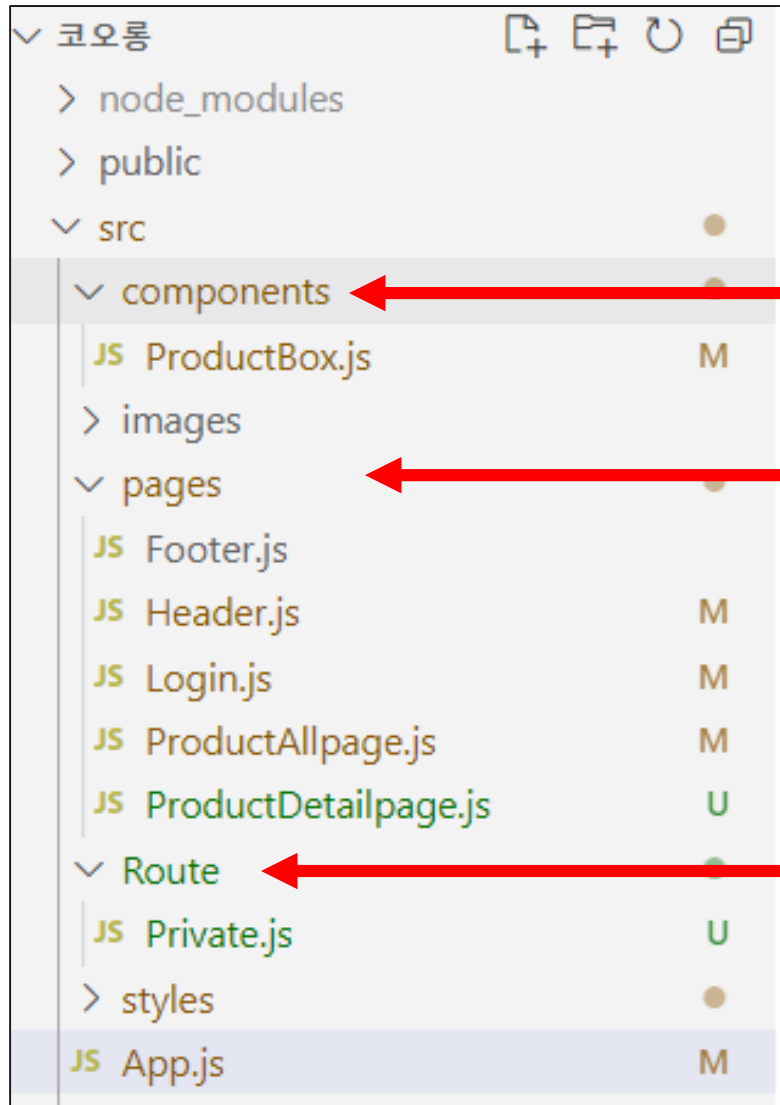 코오롱
node_modules
public
src
components
JS ProductBox.js M
images
pages
JS Footer.js
JS Header.js M
JS Login.js M
JS ProductAllpage.js M
JS ProductDetailpage.js U
Route
JS Private.js U
styles
JS App.js M